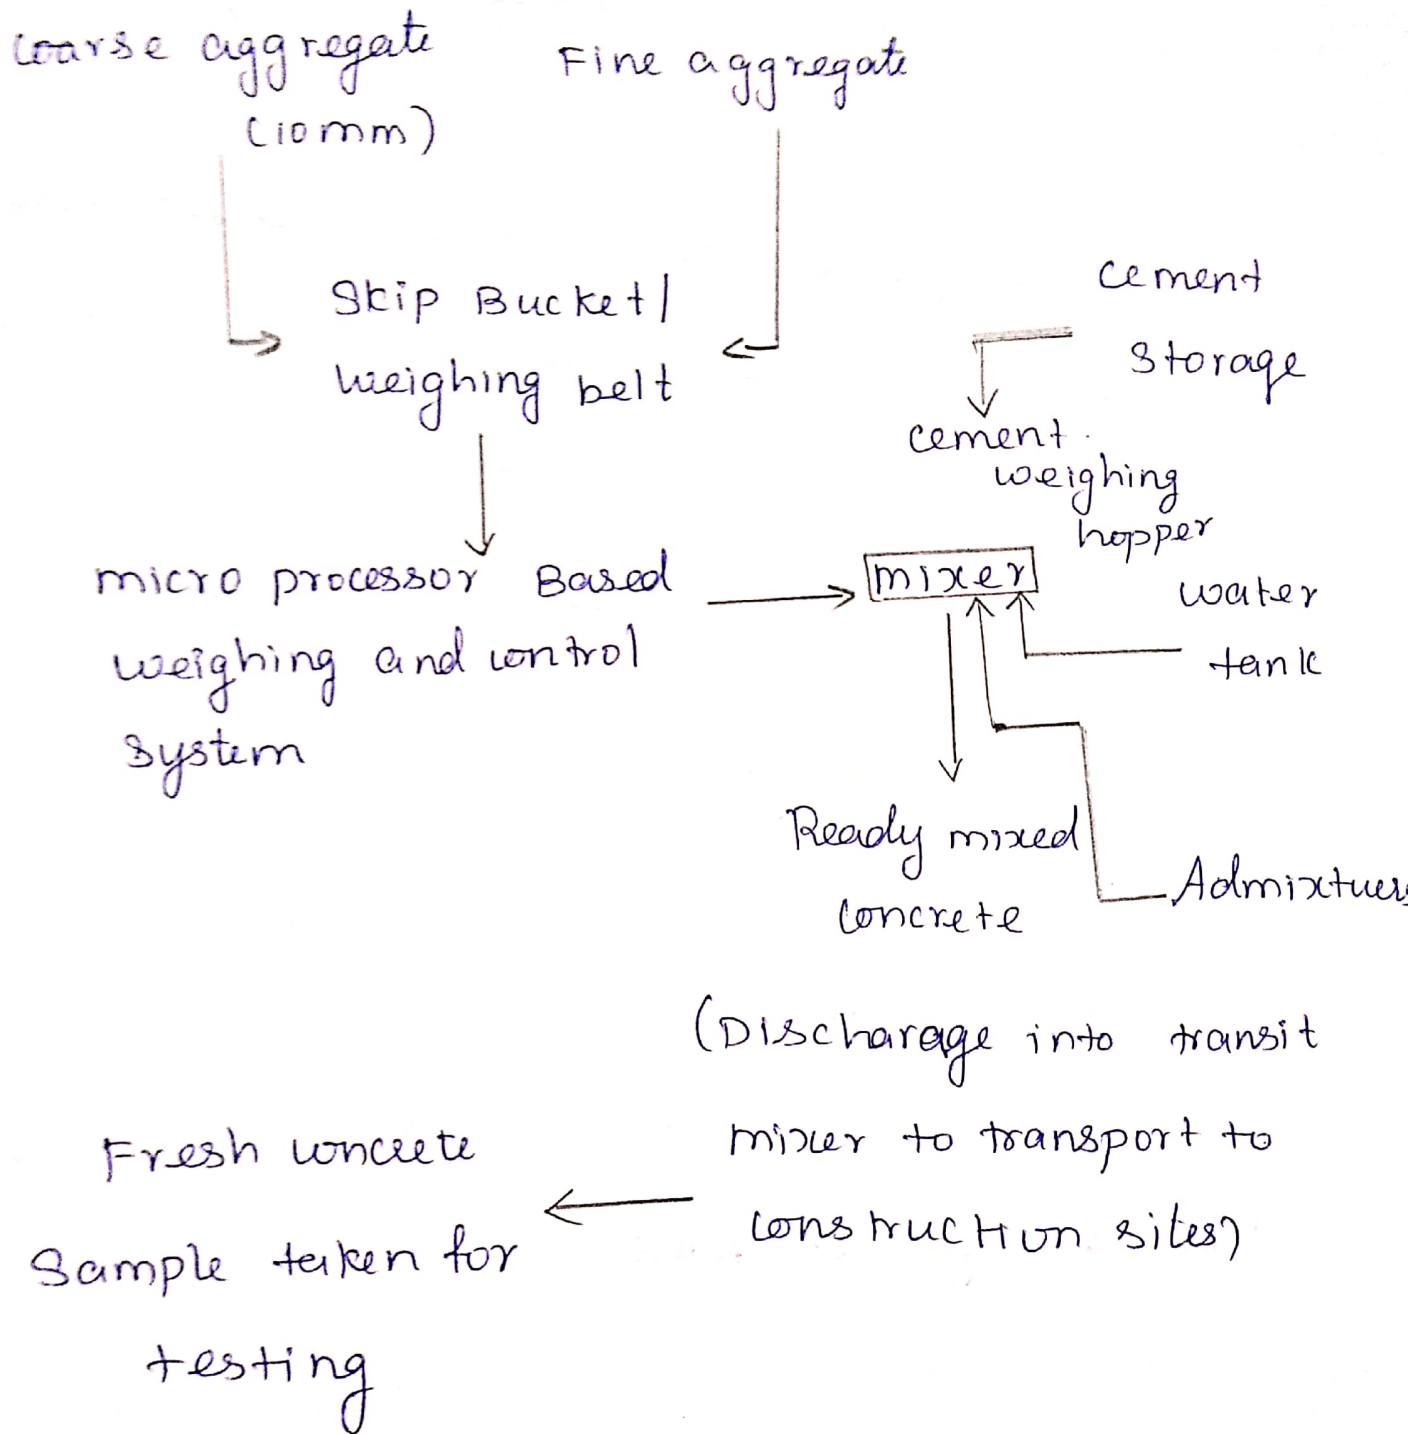 Coarse aggregate
(10mm)
Fine aggregate
Skip Bucket/
weighing belt
cement
storage
cement
weighing
hopper
micro processor Based
weighing and control
system
mixer
water
tank
Ready mixed
concrete
Admixtuers
(Discharage into transit
mixer to transport to
construction sites)
Fresh concrete
Sample taken for
testing